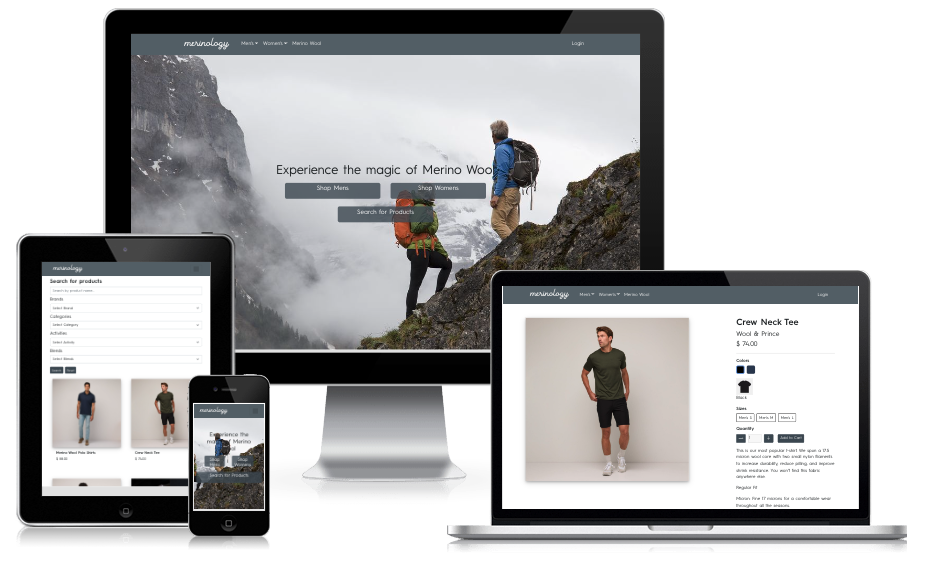 merinology
Men's Women's Merino Wool
Login
Experience the magic of Merino Wool
Shop Mens
Shop Womens
Search for Products
merinology
Search for products
Search by product name
Brands
Select Brand
Categories
Select Category
Activities
Select Activity
Blends
Select Blends
Merino Wool Polo Shirts
Crew Neck Tee
$ 74.00
merinology
Experience the
magic of Merino
Wool
Shop Mens
Shop Womens
Search for Products
merinology
Men's Women's Merino Wool
Login
Crew Neck Tee
Wool & Prince
$ 74.00
Colors
Black
Sizes
Men's S Men's M Men's L
Quantity
— 1 + Add to Cart
This is our most popular t-shirt. We spun a 17.5
micron wool core with two small nylon filaments
to increase durability, reduce pilling, and improve
shrink resistance. You won't find this fabric
anywhere else.
Regular Fit
Micron: Fine 17 microns for a comfortable wear
throughout all the seasons.